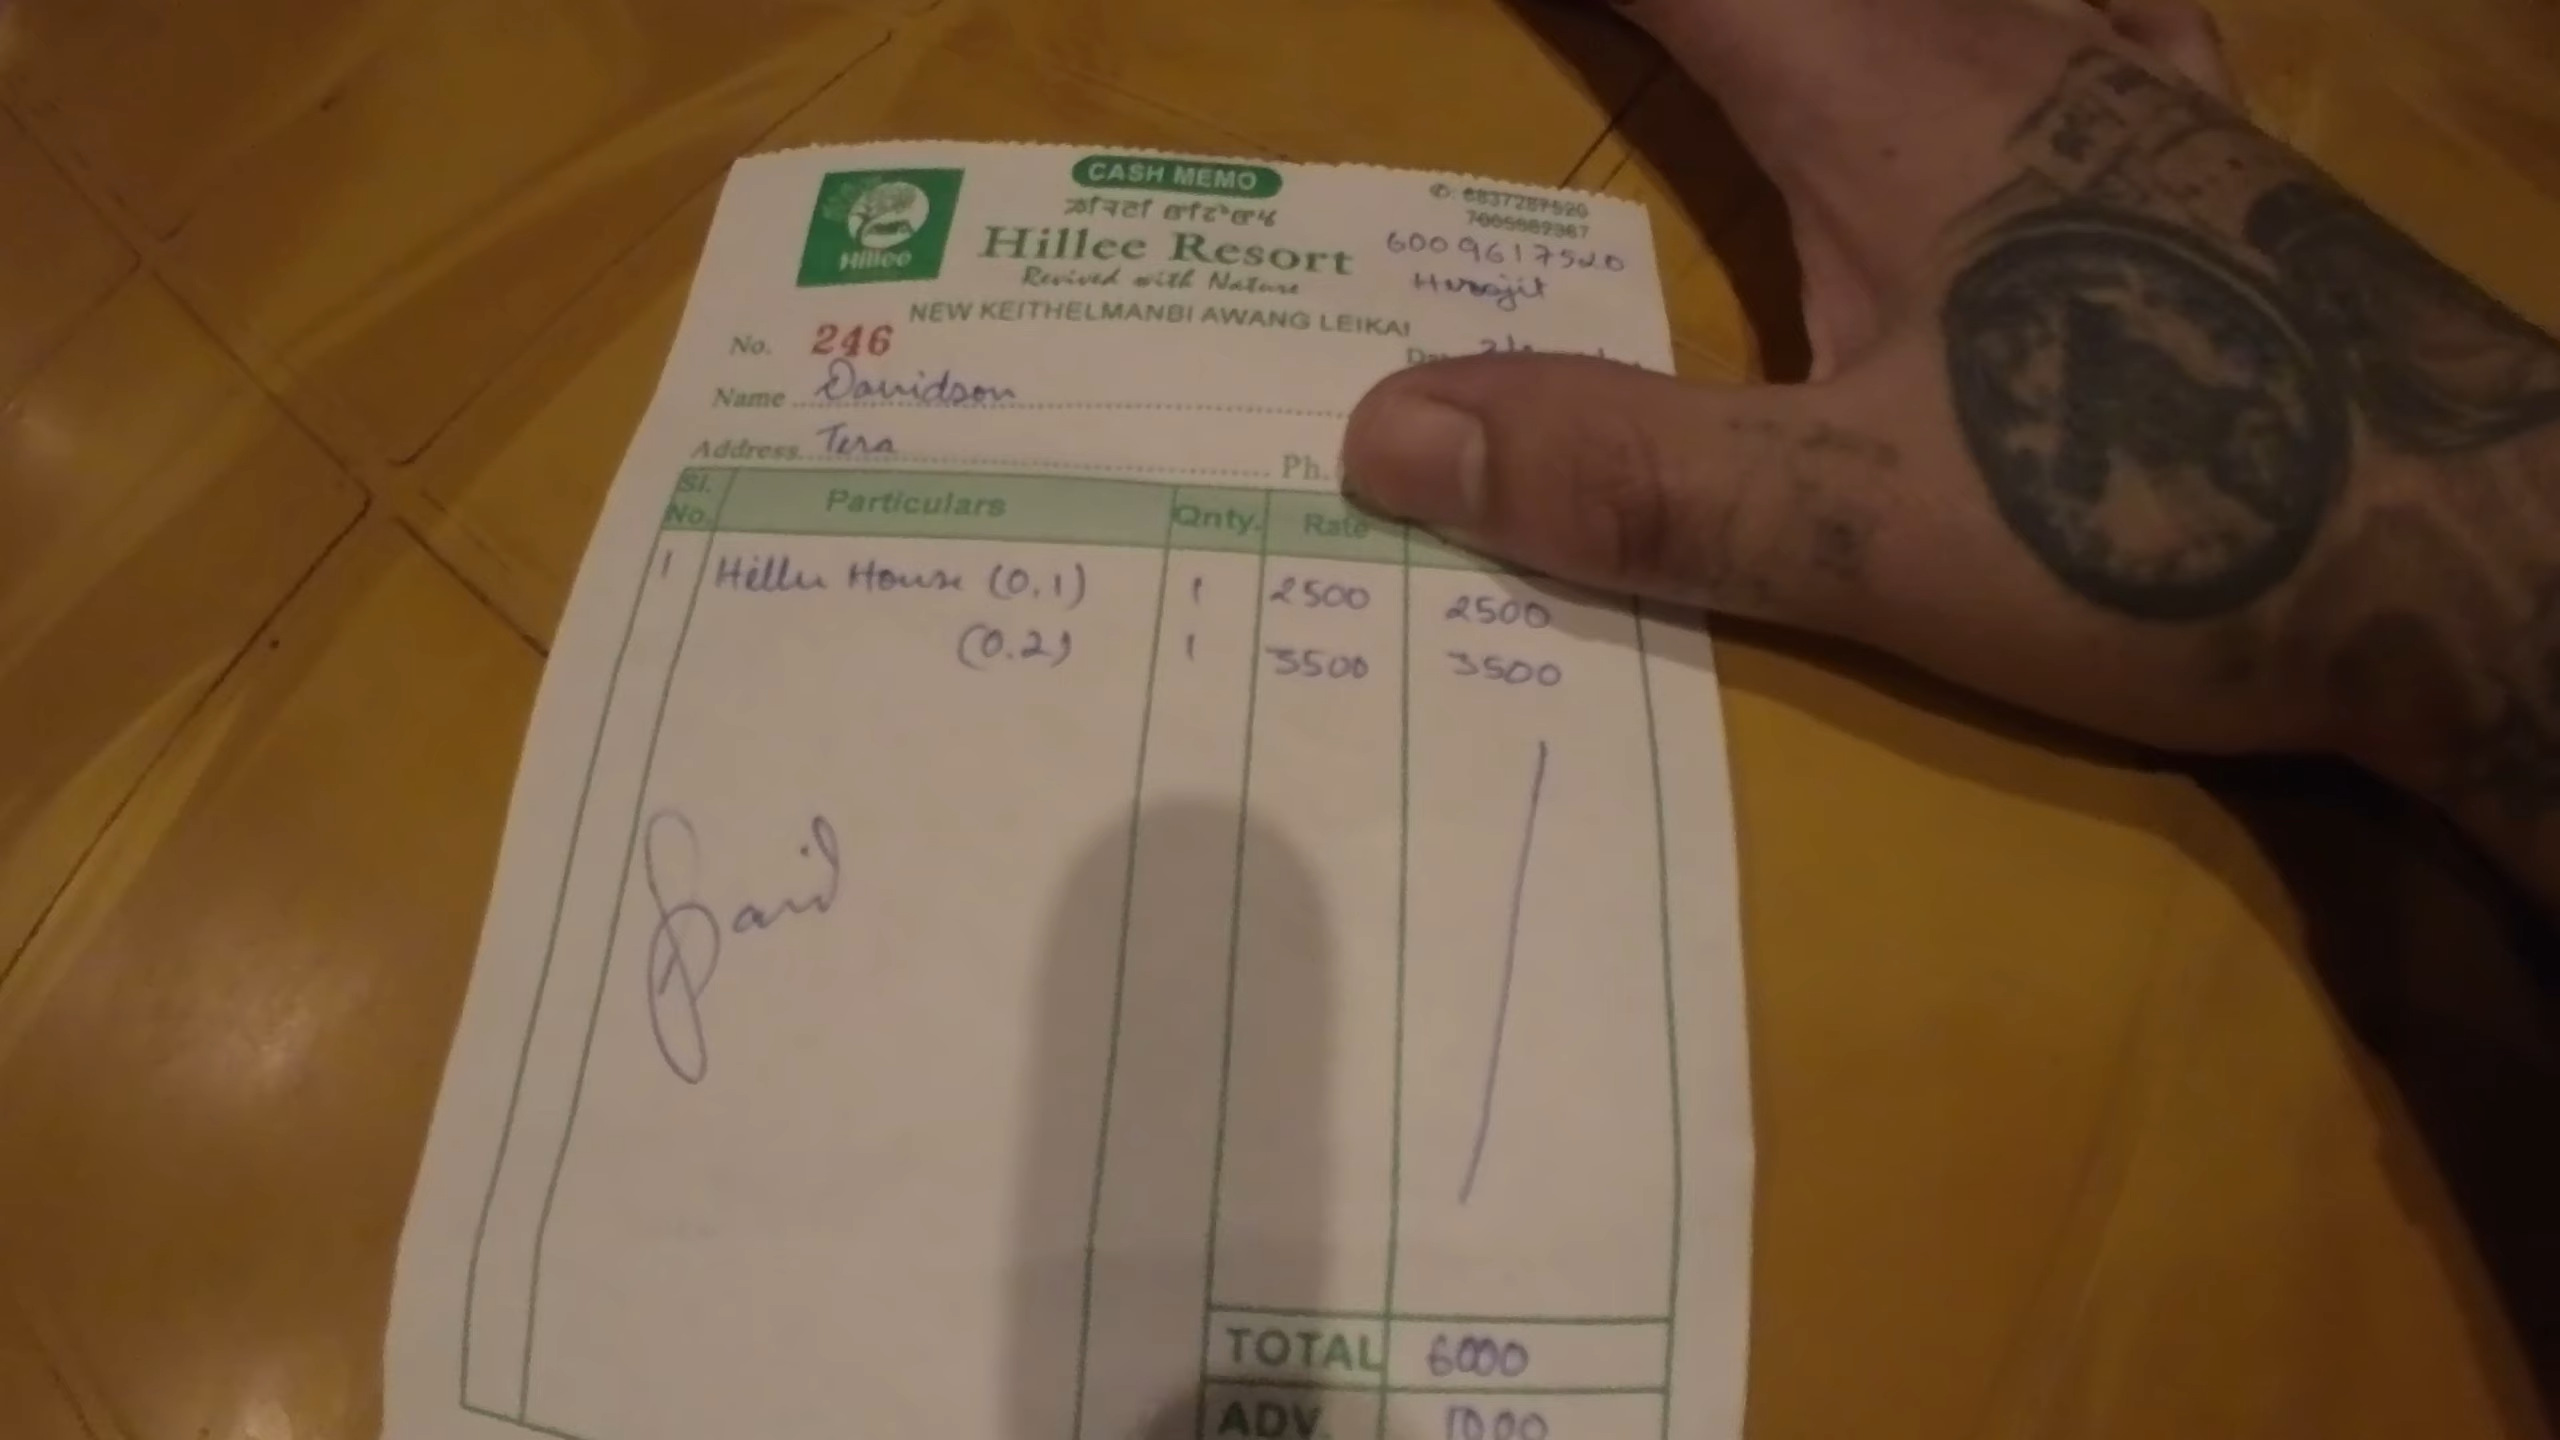 CASH MEMO
Hillee
Hillee Resort
Revived with Nature
6009617520
NEW KEITHELMANBI AWANG LEIKAI
No. 246
Name Davidson
Address Tera Ph.
Sl. No. Particulars Qnty. Rate
1 Hillee House (0.1) 1 2500 2500
(0.2) 1 3500 3500
TOTAL 6000
ADV. 1000